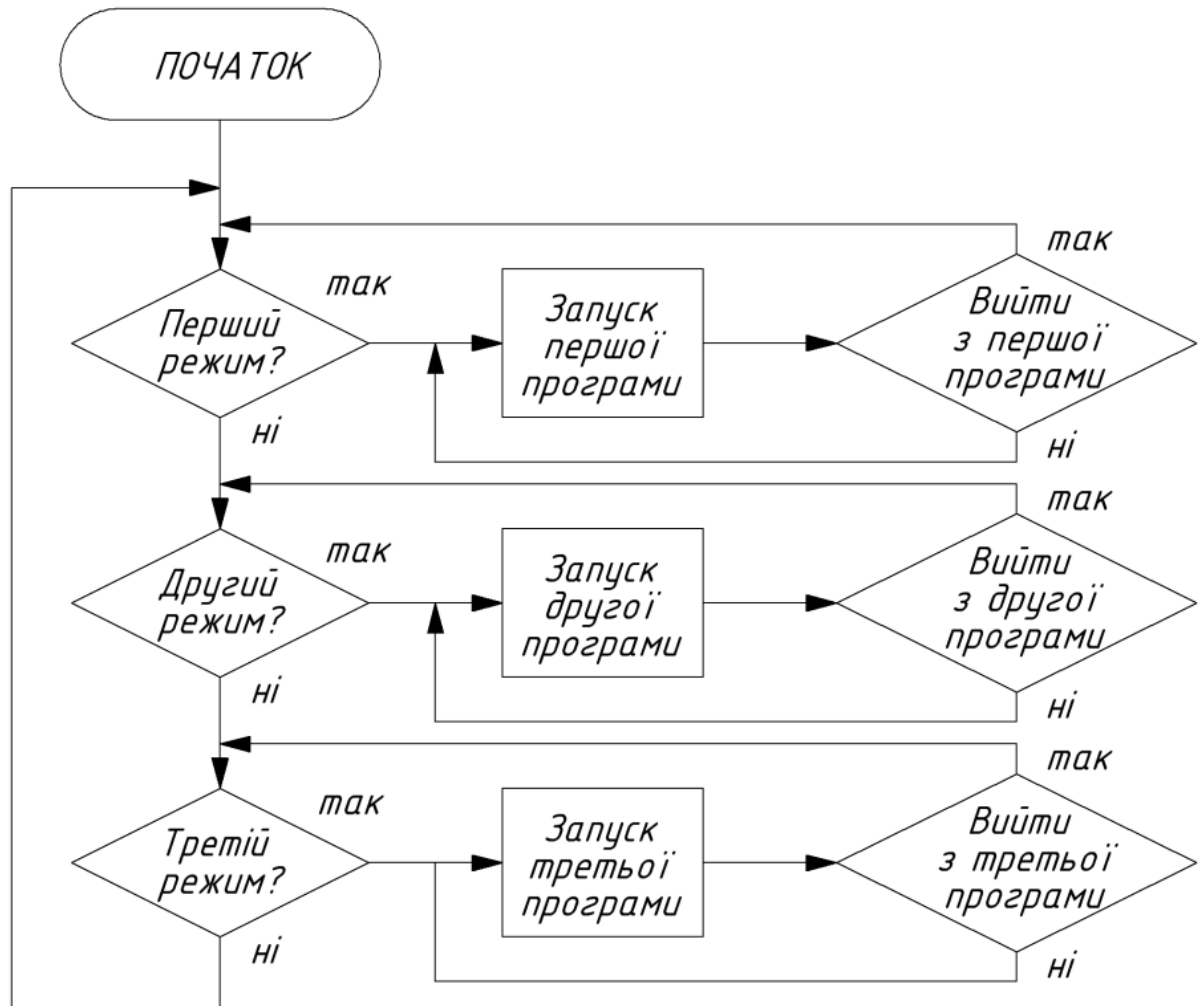 ПОЧАТОК
так
Перший
режим?
ні
Запуск
першої
програми
так
Вийти
з першої
програми
ні
так
Другий
режим?
ні
Запуск
другої
програми
так
Вийти
з другої
програми
ні
так
Третій
режим?
ні
Запуск
третьої
програми
так
Вийти
з третьої
програми
ні